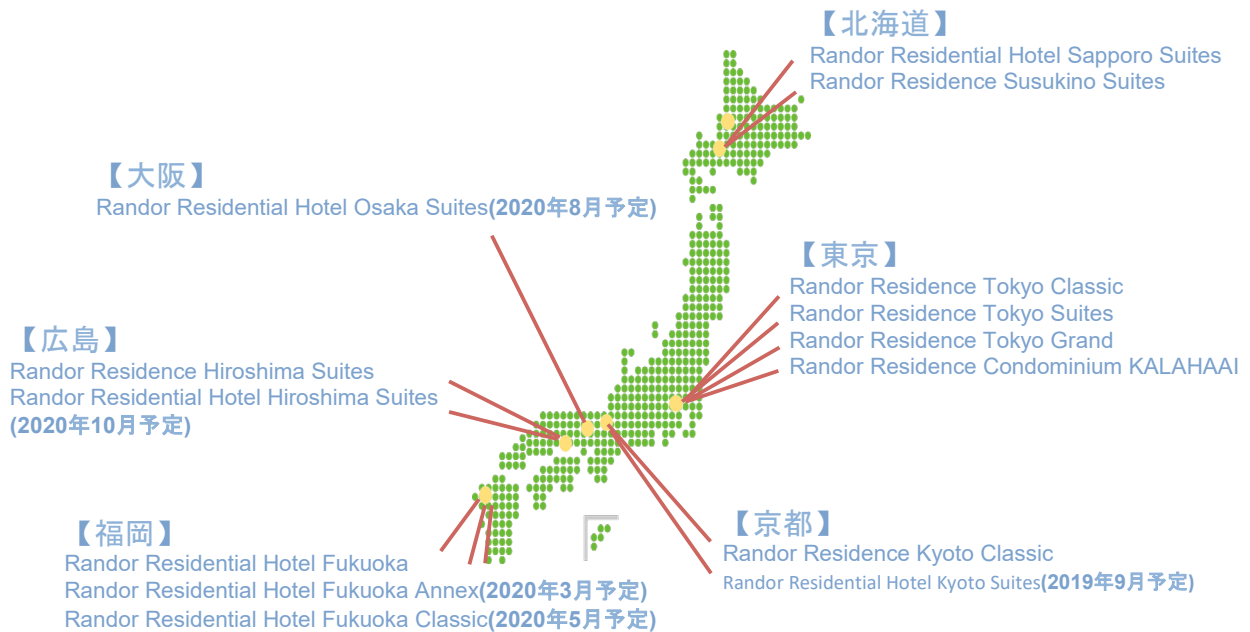 【北海道】
Randor Residential Hotel Sapporo Suites
Randor Residence Susukino Suites
【大阪】
Randor Residential Hotel Osaka Suites(2020年8月予定)
【東京】
Randor Residence Tokyo Classic
Randor Residence Tokyo Suites
Randor Residence Tokyo Grand
Randor Residence Condominium KALAHAAI
【広島】
Randor Residence Hiroshima Suites
Randor Residential Hotel Hiroshima Suites
(2020年10月予定)
【福岡】
Randor Residential Hotel Fukuoka
Randor Residential Hotel Fukuoka Annex(2020年3月予定)
Randor Residential Hotel Fukuoka Classic(2020年5月予定)
【京都】
Randor Residence Kyoto Classic
Randor Residential Hotel Kyoto Suites(2019年9月予定)